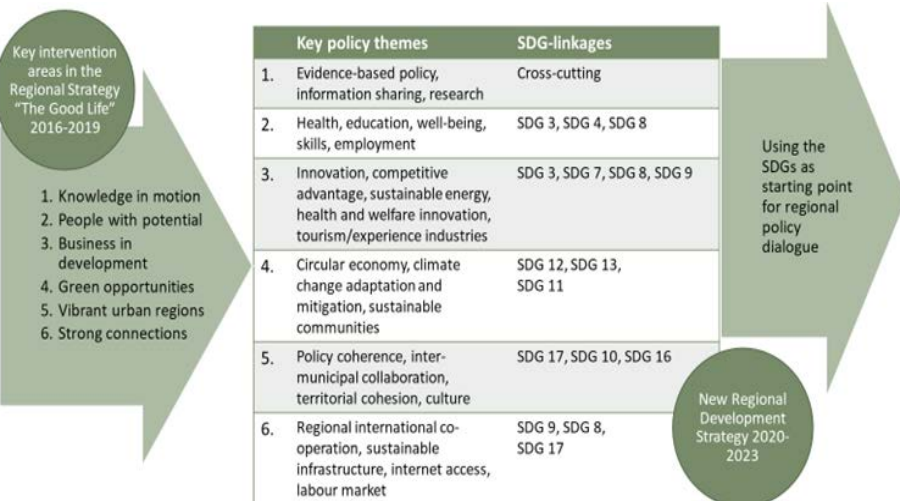 Key intervention
areas in the
Regional Strategy
“The Good Life”
2016-2019
1. Knowledge in motion
2. People with potential
3. Business in
development
4. Green opportunities
5. Vibrant urban regions
6. Strong connections
Key policy themes SDG-linkages
1. Evidence-based policy, Cross-cutting
information sharing, research
2. Health, education, well-being, SDG 3, SDG 4, SDG 8
skills, employment
3. Innovation, competitive SDG 3, SDG 7, SDG 8, SDG 9
advantage, sustainable energy,
health and welfare innovation,
tourism/experience industries
4. Circular economy, climate SDG 12, SDG 13,
change adaptation and SDG 11
mitigation, sustainable
communities
5. Policy coherence, inter- SDG 17, SDG 10, SDG 16
municipal collaboration,
territorial cohesion, culture
6. Regional international co- SDG 9, SDG 8,
operation, sustainable SDG 17
infrastructure, internet access,
labour market
Using the
SDGs as
starting point
for regional
policy
dialogue
New Regional
Development
Strategy 2020-
2023